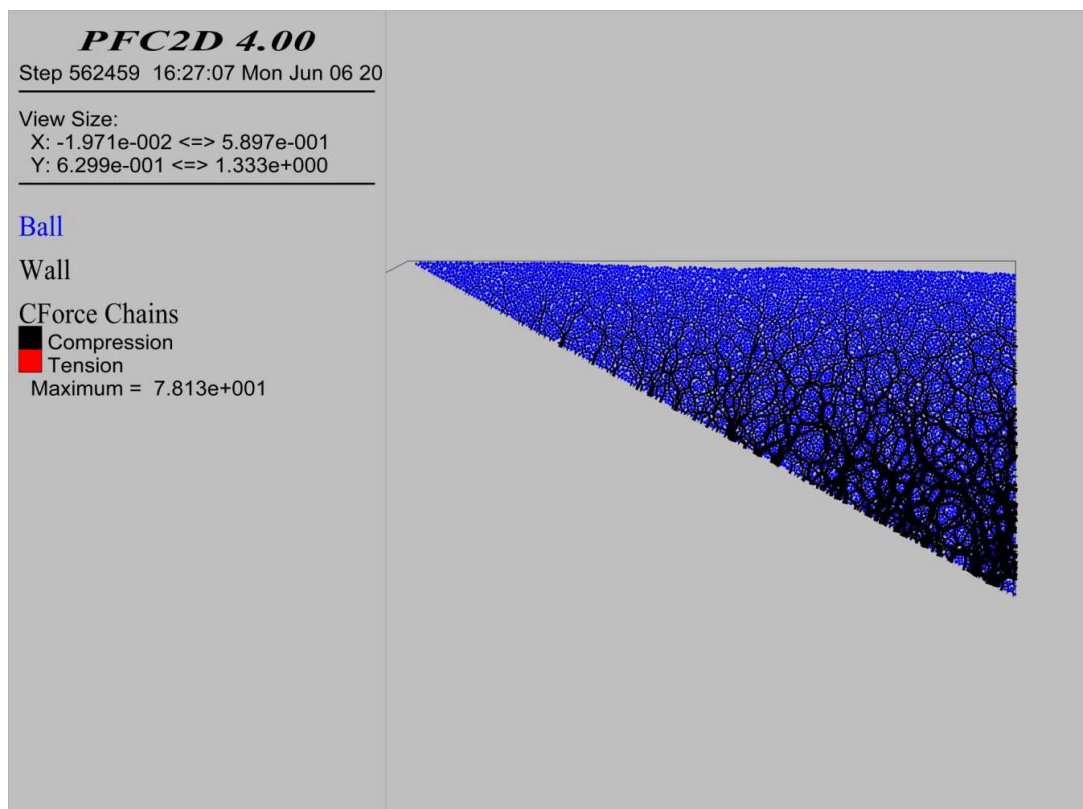 PFC2D 4.00
Step 562459 16:27:07 Mon Jun 06 20
View Size:
X: -1.971e-002 <=> 5.897e-001
Y: 6.299e-001 <=> 1.333e+000
Ball
Wall
CForce Chains
Compression
Tension
Maximum = 7.813e+001